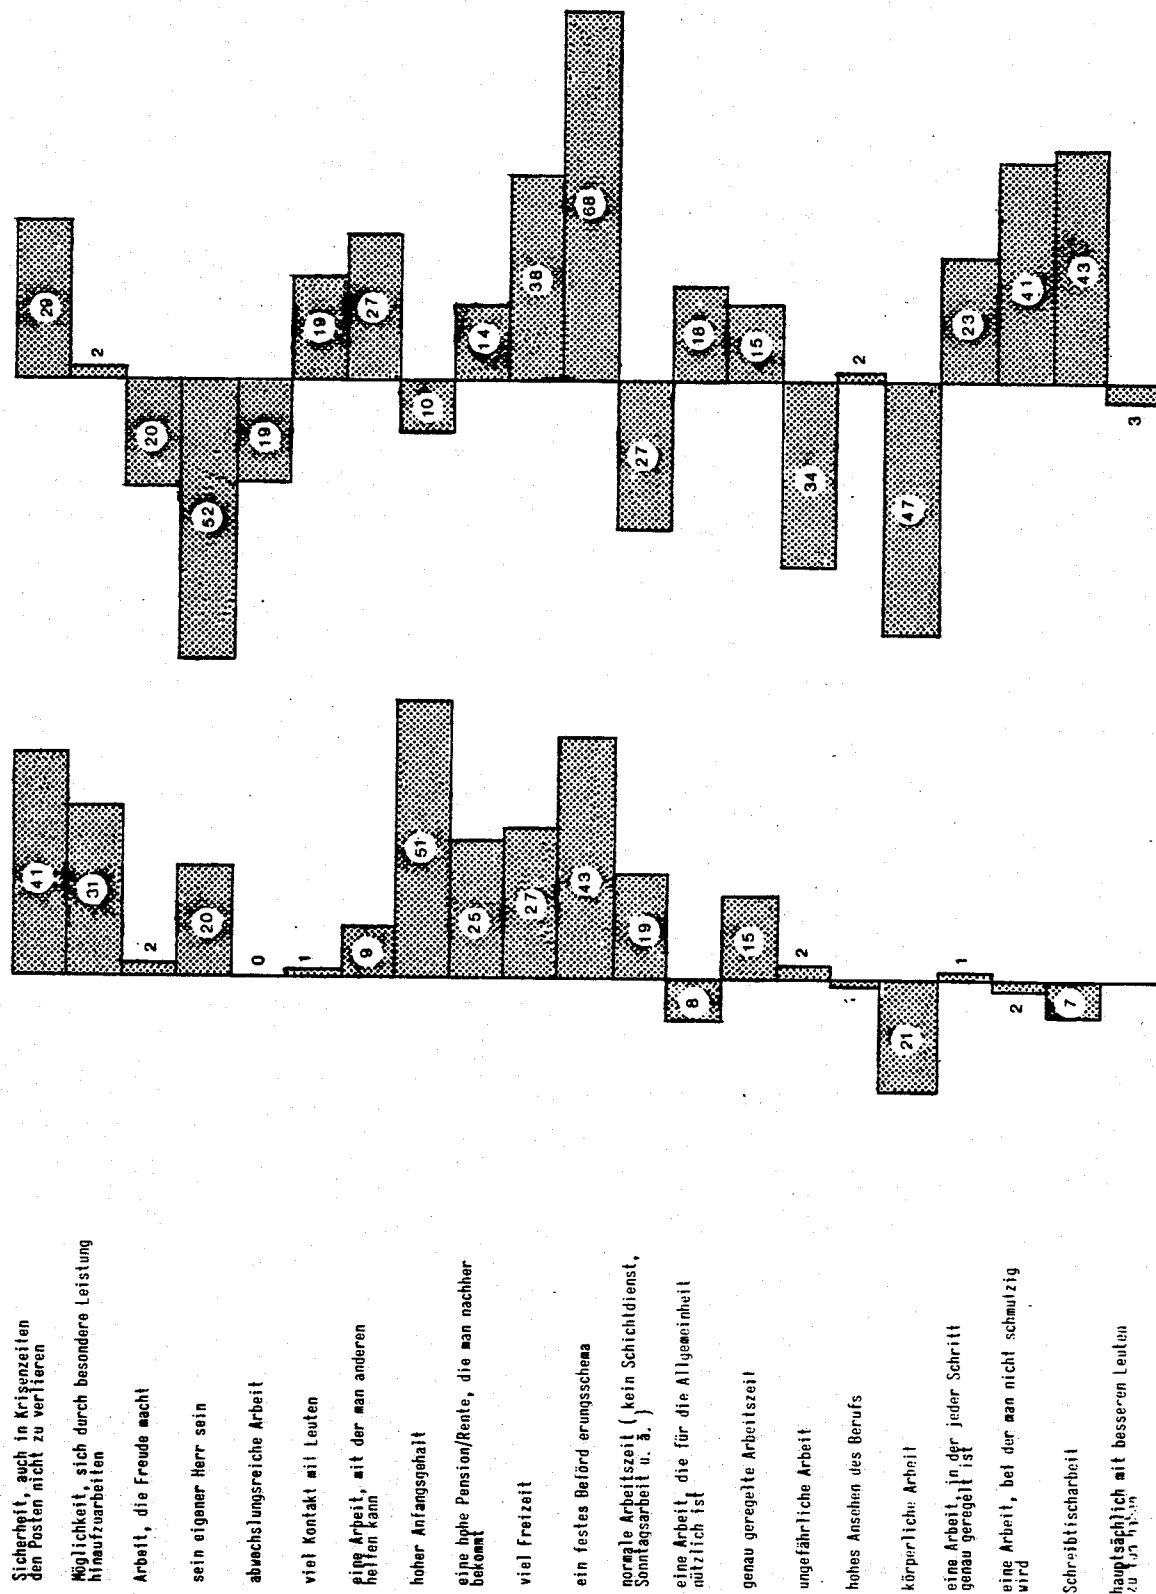 Sicherheit, auch in Krisenzeiten
den Posten nicht zu verlieren
41
29
Möglichkeit, sich durch besondere Leistung
hinaufzuarbeiten
31
2
Arbeit, die Freude macht
2
20
sein eigener Herr sein
20
52
abwechslungsreiche Arbeit
0
19
viel Kontakt mit Leuten
1
19
eine Arbeit, mit der man anderen
helfen kann
9
27
hoher Anfangsgehalt
51
10
eine hohe Pension/Rente, die man nachher
bekommt
25
14
viel Freizeit
27
38
ein festes Beförd erungsschema
43
68
normale Arbeitszeit ( kein Schichtdienst,
Sonntagsarbeit u. ä. )
19
27
eine Arbeit, die für die Allgemeinheit
nützlich ist
8
18
genau geregelte Arbeitszeit
15
15
ungefährliche Arbeit
2
34
hohes Ansehen des Berufs
2
körperliche Arbeit
21
47
eine Arbeit, in der jeder Schritt
genau geregelt ist
1
23
eine Arbeit, bei der man nicht schmutzig
wird
2
41
Schreibtischarbeit
7
43
hauptsächlich mit besseren Leuten
zu tun
3